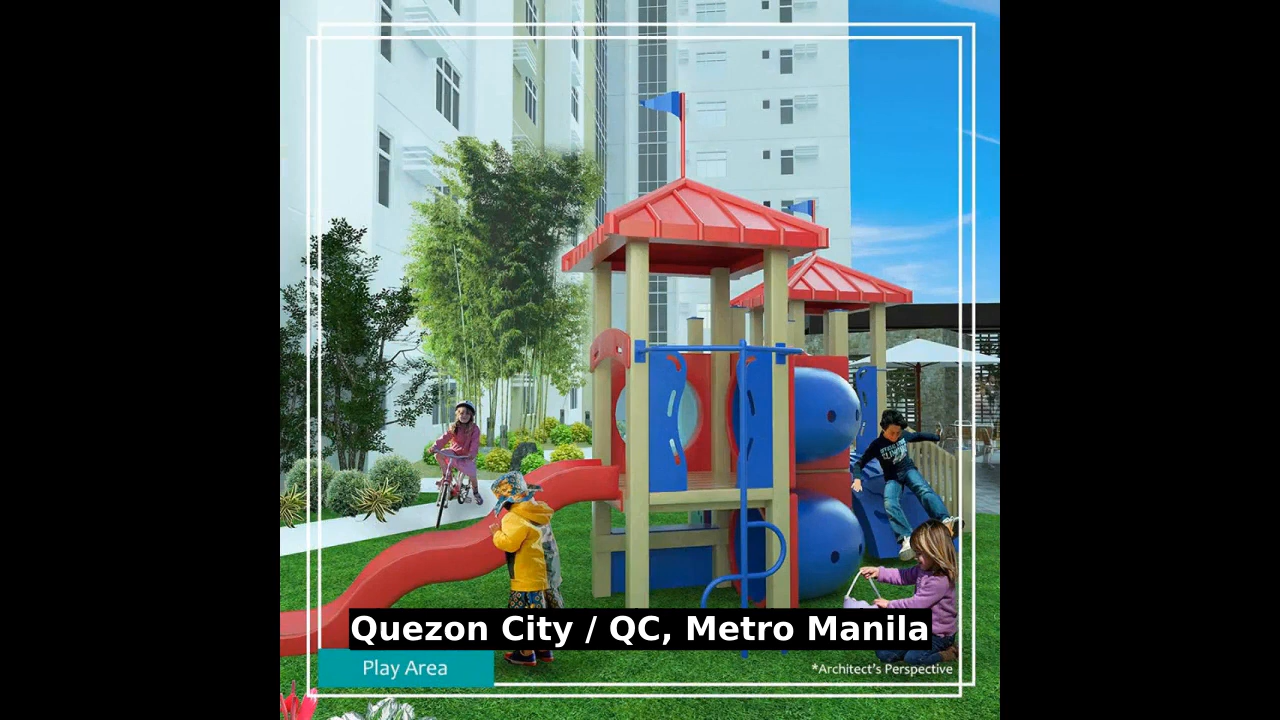 Quezon City / QC, Metro Manila
Play Area
*Architect's Perspective